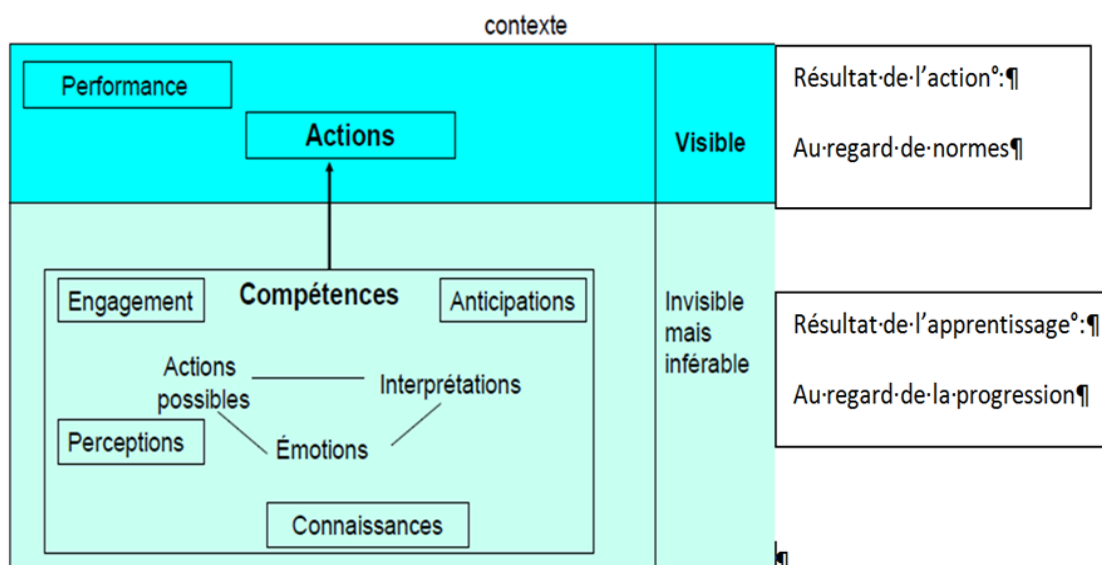 contexte
Performance
Actions
Visible
Résultat·de·l’action°:¶
Au·regard·de·normes¶
Engagement
Compétences
Anticipations
Invisible
mais
inférable
Actions
possibles
Interprétations
Perceptions
Émotions
Connaissances
Résultat·de·l’apprentissage°:¶
Au·regard·de·la·progression¶
¶